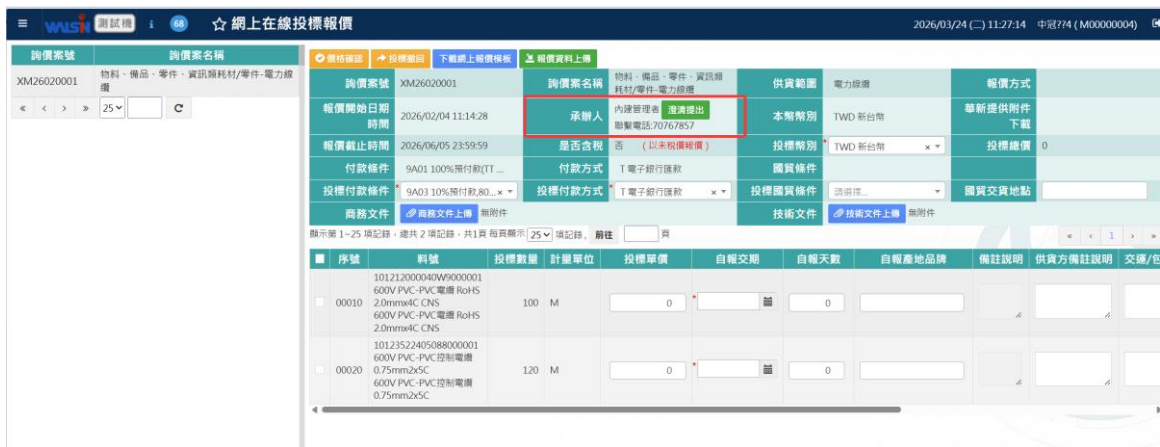 WALSIN 測試機 i 68 ☆ 網上在線投標報價 2026/03/24 (二) 11:27:14 中冠??4 ( M00000004)
詢價案號 詢價案名稱
XM26020001 物料、備品、零件、資訊類耗材/零件-電力線纜
« < > » 25
價格確認 投標撤回 下載網上報價模板 報價資料上傳
詢價案號 XM26020001 詢價案名稱 物料、備品、零件、資訊類耗材/零件-電力線纜 供貨範圍 電力線纜 報價方式
報價開始日期時間 2026/02/04 11:14:28 承辦人 內建管理者 澄清提出 聯繫電話:70767857 本幣幣別 TWD 新台幣 華新提供附件下載
報價截止時間 2026/06/05 23:59:59 是否含稅 否 (以未稅價報價) 投標幣別 * TWD 新台幣 × 投標總價 0
付款條件 9A01 100%預付款(TT ... 付款方式 T 電子銀行匯款 國貿條件
投標付款條件 * 9A03 10%預付款,80... × 投標付款方式 * T 電子銀行匯款 × 投標國貿條件 請選擇... 國貿交貨地點
商務文件 商務文件上傳 無附件 技術文件 技術文件上傳 無附件
顯示第 1~25 項記錄,總共 2 項記錄,共1頁 每頁顯示 25 項記錄, 前往 頁 « < 1 > »
序號 料號 投標數量 計量單位 投標單價 自報交期 自報天數 自報產地品牌 備註說明 供貨方備註說明 交運/包
101212000040W9000001
600V PVC-PVC電纜 RoHS
00010 2.0mmx4C CNS 100 M 0 * 0
600V PVC-PVC電纜 RoHS
2.0mmx4C CNS
10123522405088000001
600V PVC-PVC控制電纜
00020 0.75mm2x5C 120 M 0 * 0
600V PVC-PVC控制電纜
0.75mm2x5C